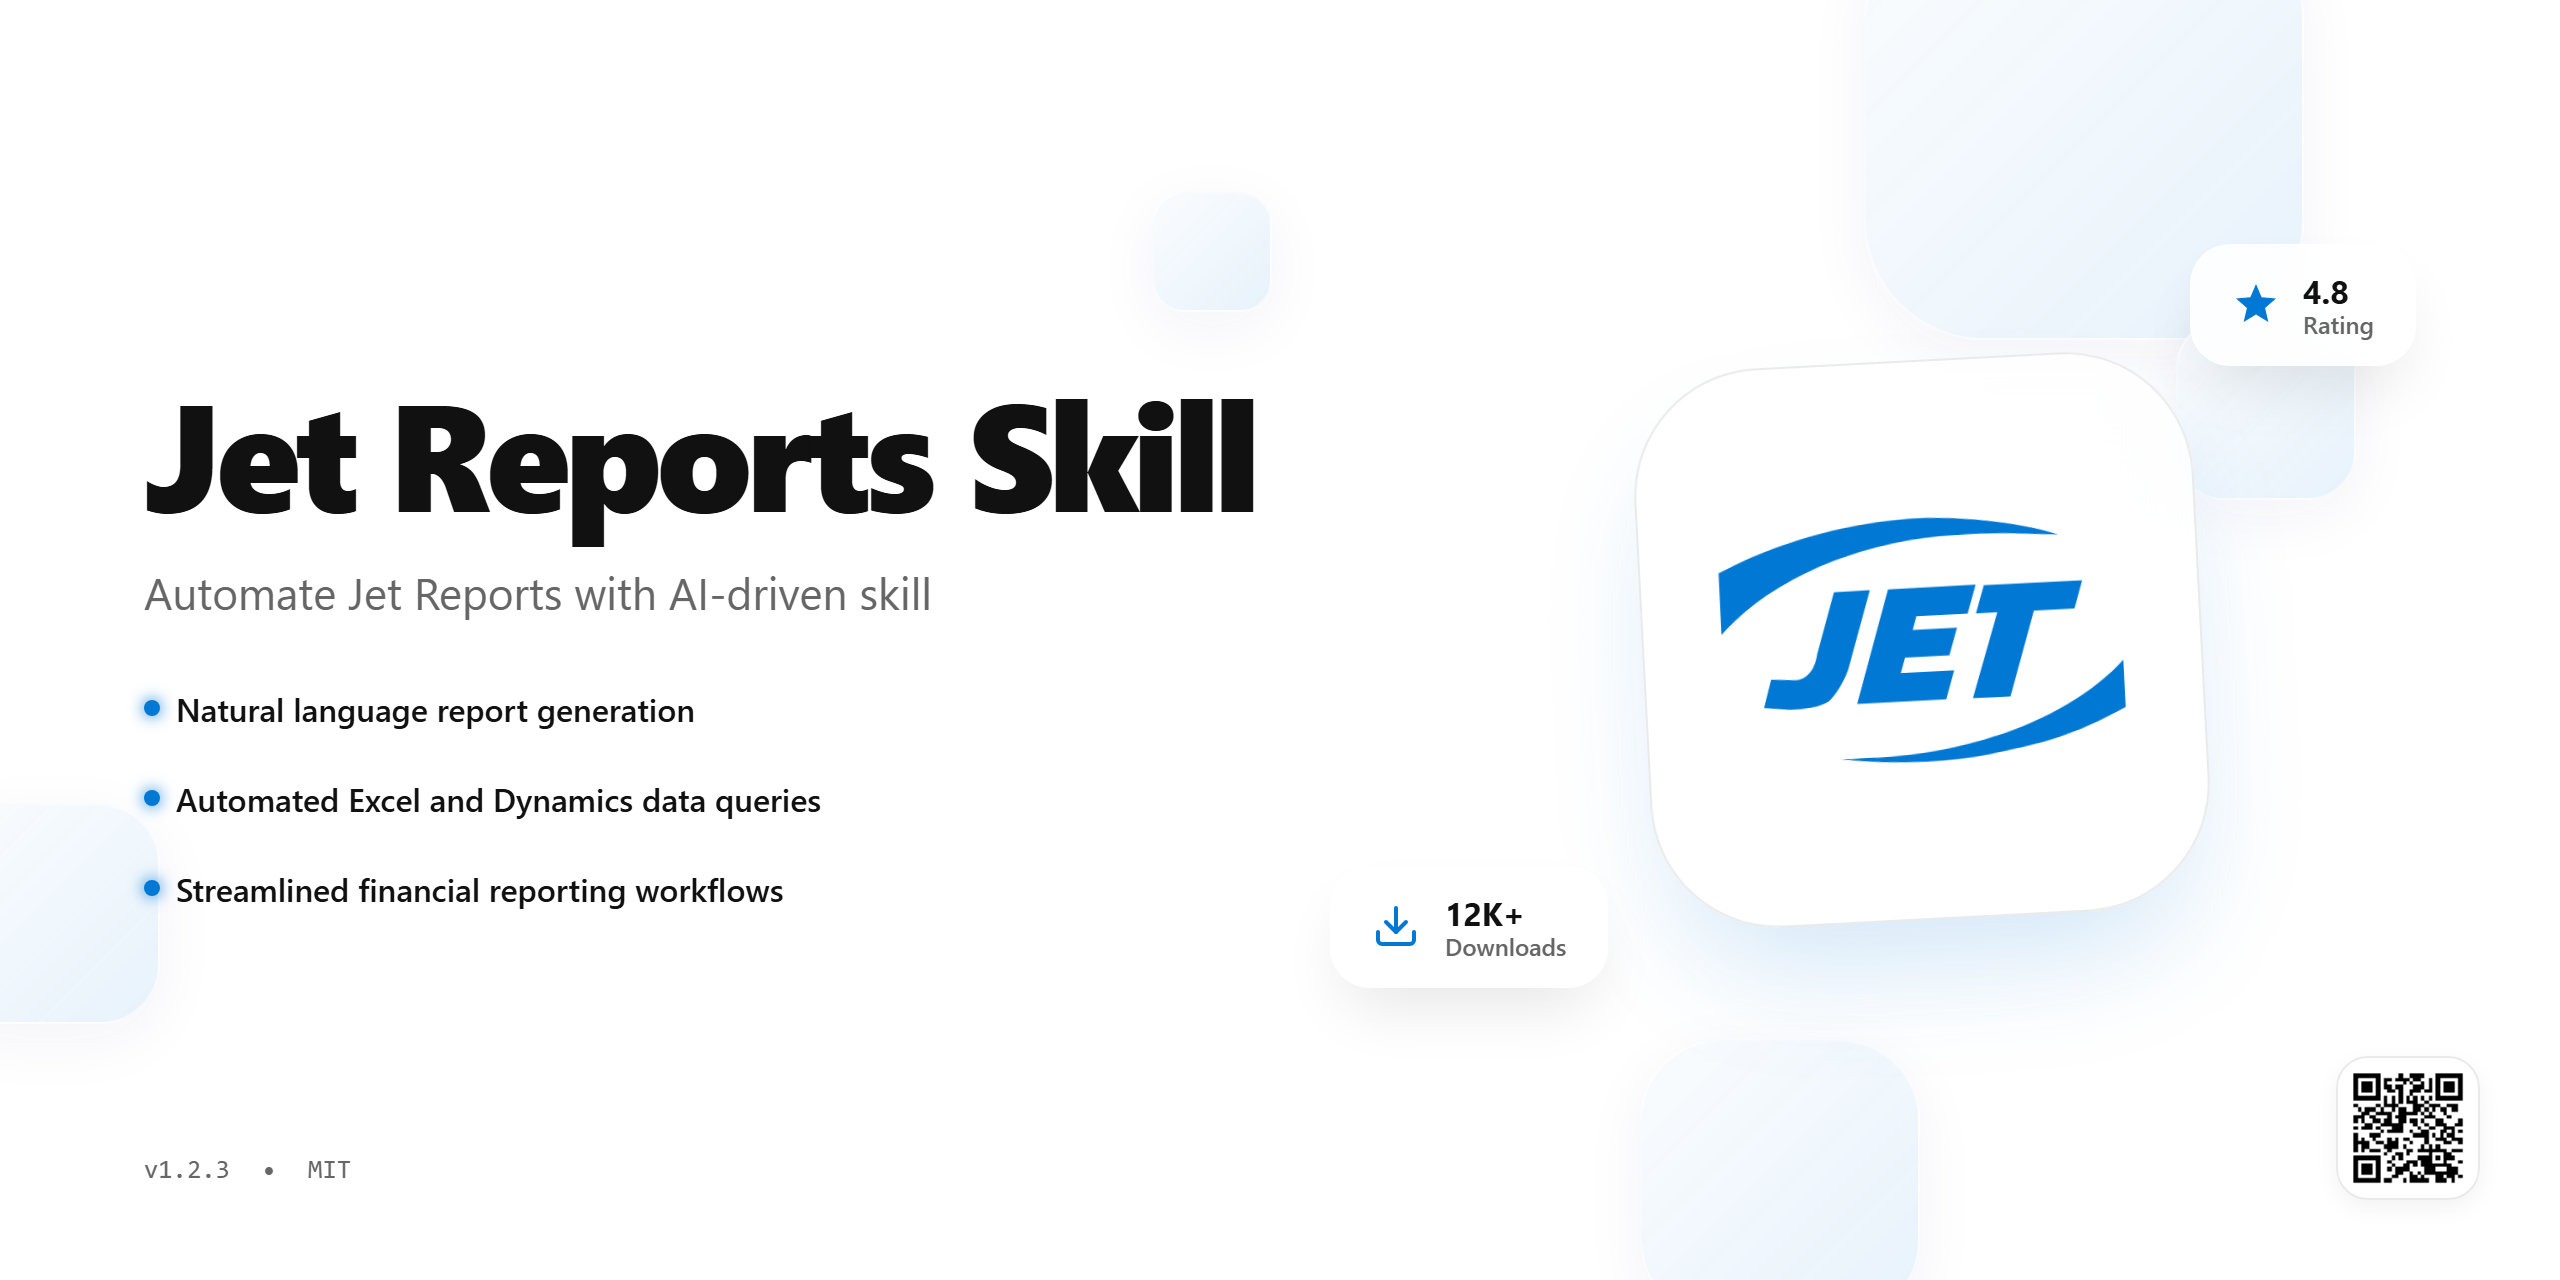 Jet Reports Skill
Automate Jet Reports with AI-driven skill
Natural language report generation
Automated Excel and Dynamics data queries
Streamlined financial reporting workflows
v1.2.3 • MIT
4.8
Rating
JET
12K+
Downloads